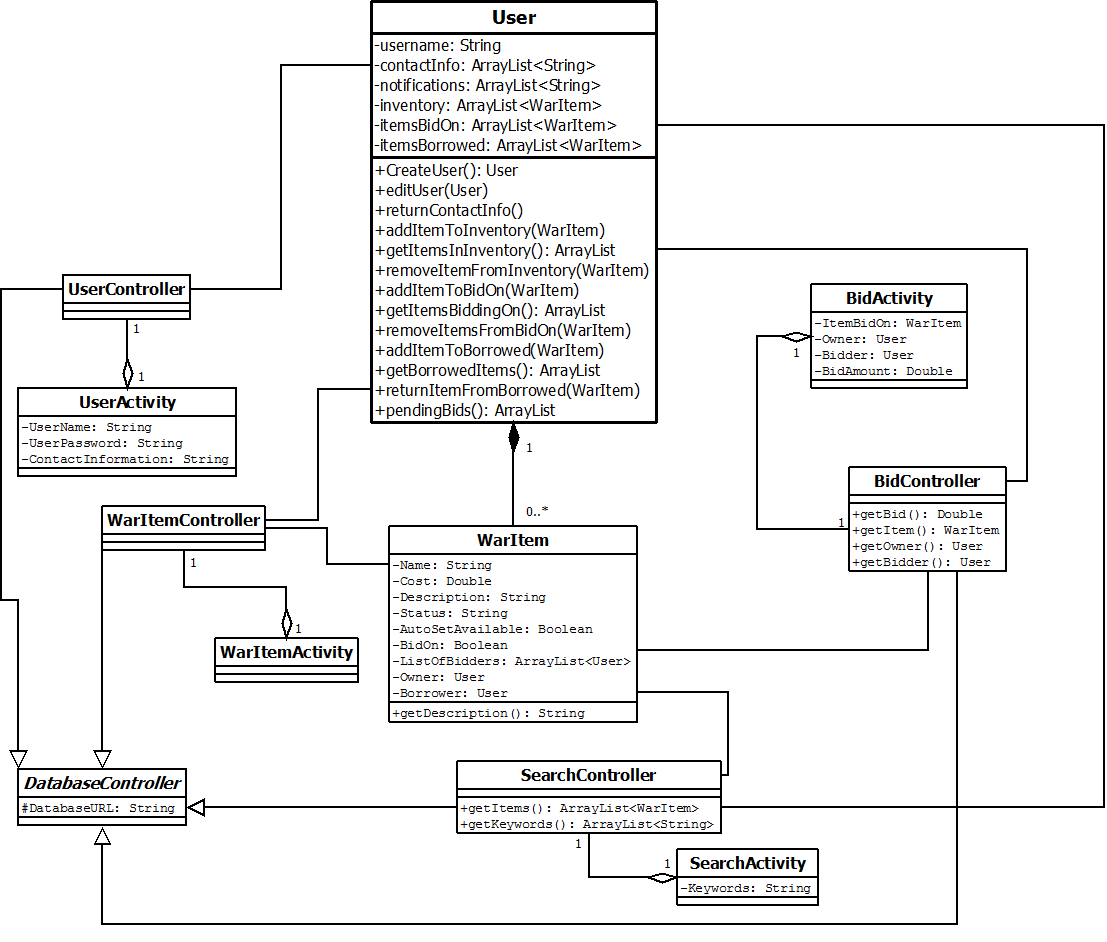 User
-username: String
-contactInfo: ArrayList<String>
-notifications: ArrayList<String>
-inventory: ArrayList<WarItem>
-itemsBidOn: ArrayList<WarItem>
-itemsBorrowed: ArrayList<WarItem>
+CreateUser(): User
+editUser(User)
+returnContactInfo()
+addItemToInventory(WarItem)
+getItemsInInventory(): ArrayList
+removeItemFromInventory(WarItem)
+addItemToBidOn(WarItem)
+getItemsBiddingOn(): ArrayList
+removeItemsFromBidOn(WarItem)
+addItemToBorrowed(WarItem)
+getBorrowedItems(): ArrayList
+returnItemFromBorrowed(WarItem)
+pendingBids(): ArrayList
UserController
1
1
UserActivity
-UserName: String
-UserPassword: String
-ContactInformation: String
BidActivity
-ItemBidOn: WarItem
-Owner: User
-Bidder: User
-BidAmount: Double
1
1
BidController
+getBid(): Double
+getItem(): WarItem
+getOwner(): User
+getBidder(): User
1
0..*
WarItemController
1
1
WarItemActivity
WarItem
-Name: String
-Cost: Double
-Description: String
-Status: String
-AutoSetAvailable: Boolean
-BidOn: Boolean
-ListOfBidders: ArrayList<User>
-Owner: User
-Borrower: User
+getDescription(): String
DatabaseController
#DatabaseURL: String
SearchController
+getItems(): ArrayList<WarItem>
+getKeywords(): ArrayList<String>
1
1
SearchActivity
-Keywords: String